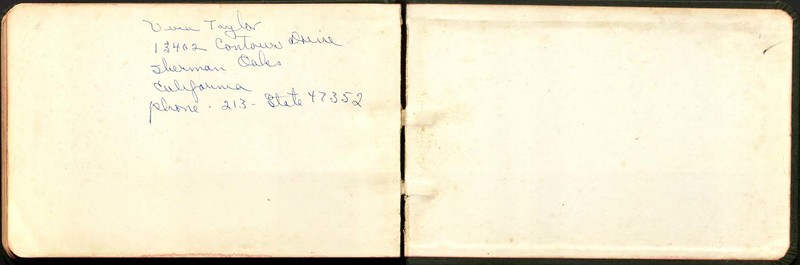 Vera Taylor
13402 Contour Drive
Sherman Oaks
California
phone - 213 - State 47352